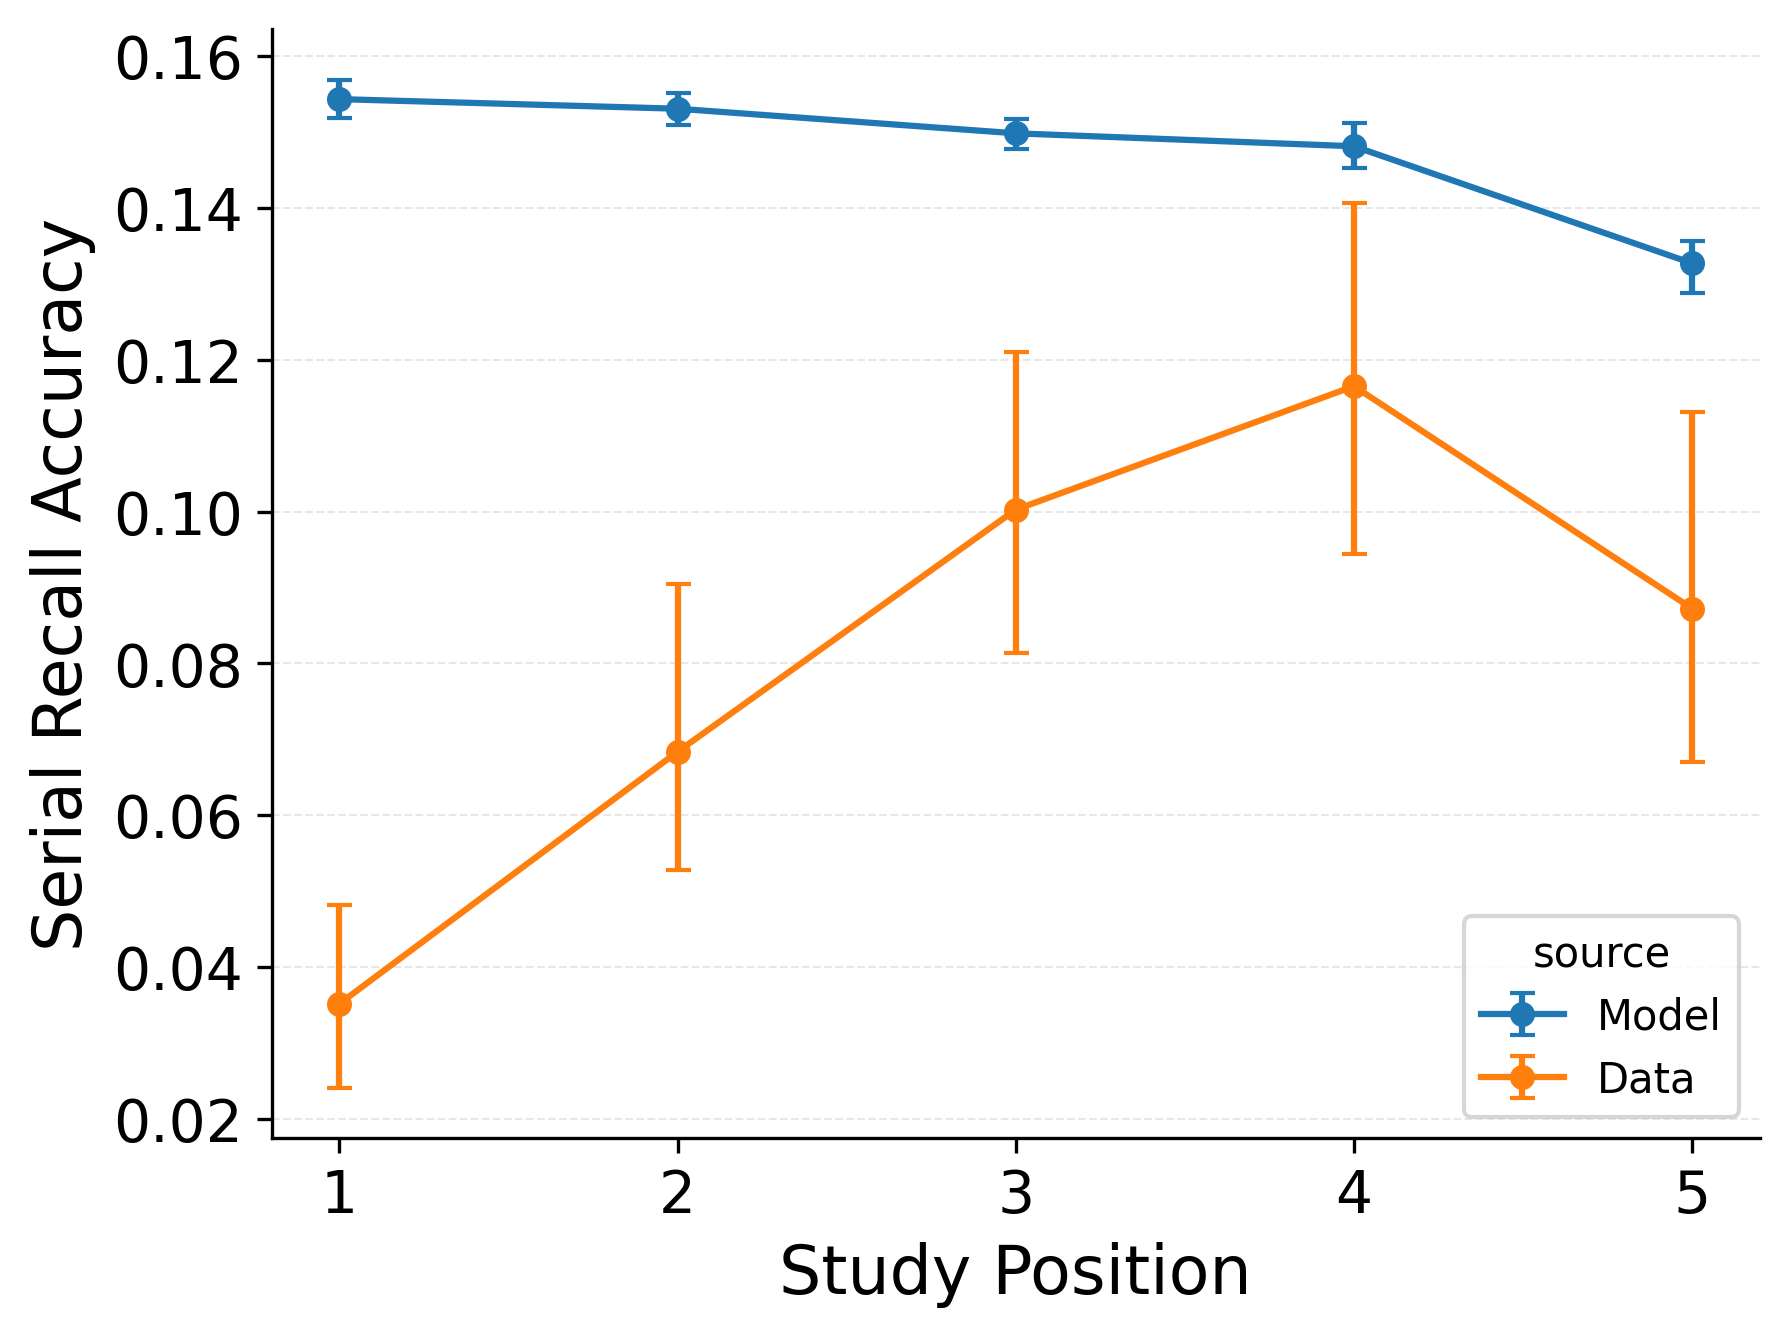 0.16
0.14
0.12
0.10
0.08
0.06
0.04
0.02
Serial Recall Accuracy
1 2 3 4 5
Study Position
source
Model
Data